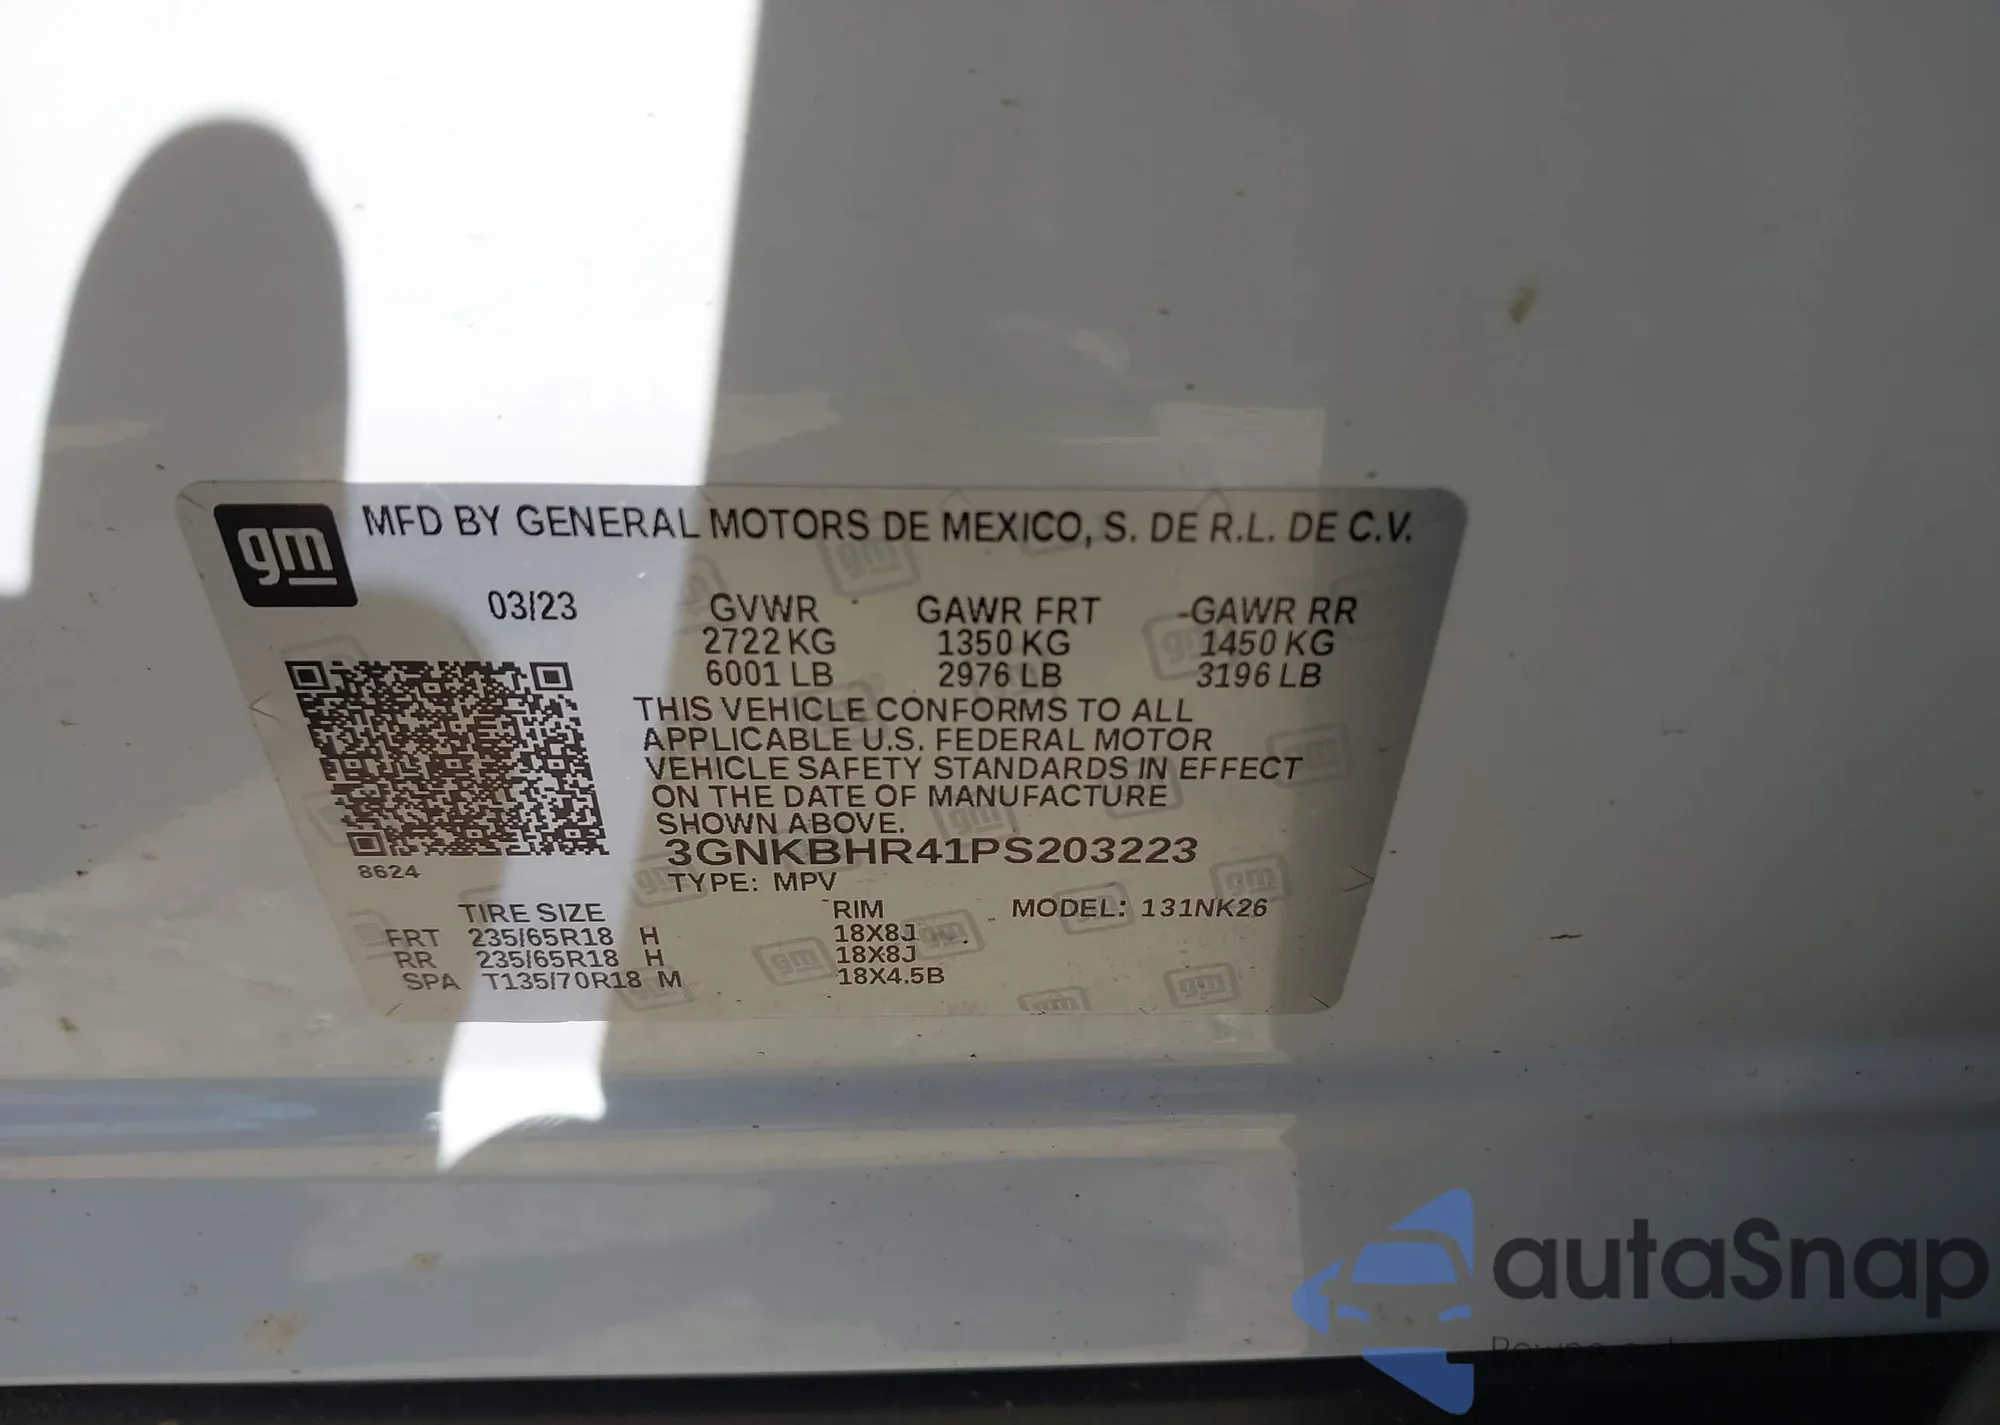 gm MFD BY GENERAL MOTORS DE MEXICO, S. DE R.L. DE C.V.
03/23 GVWR GAWR FRT GAWR RR
2722 KG 1350 KG 1450 KG
6001 LB 2976 LB 3196 LB
THIS VEHICLE CONFORMS TO ALL
APPLICABLE U.S. FEDERAL MOTOR
VEHICLE SAFETY STANDARDS IN EFFECT
ON THE DATE OF MANUFACTURE
SHOWN ABOVE.
3GNKBHR41PS203223
8624
TYPE: MPV
TIRE SIZE RIM MODEL: 131NK26
FRT 235/65R18 H 18X8J
RR 235/65R18 H 18X8J
SPA T135/70R18 M 18X4.5B
autaSnap